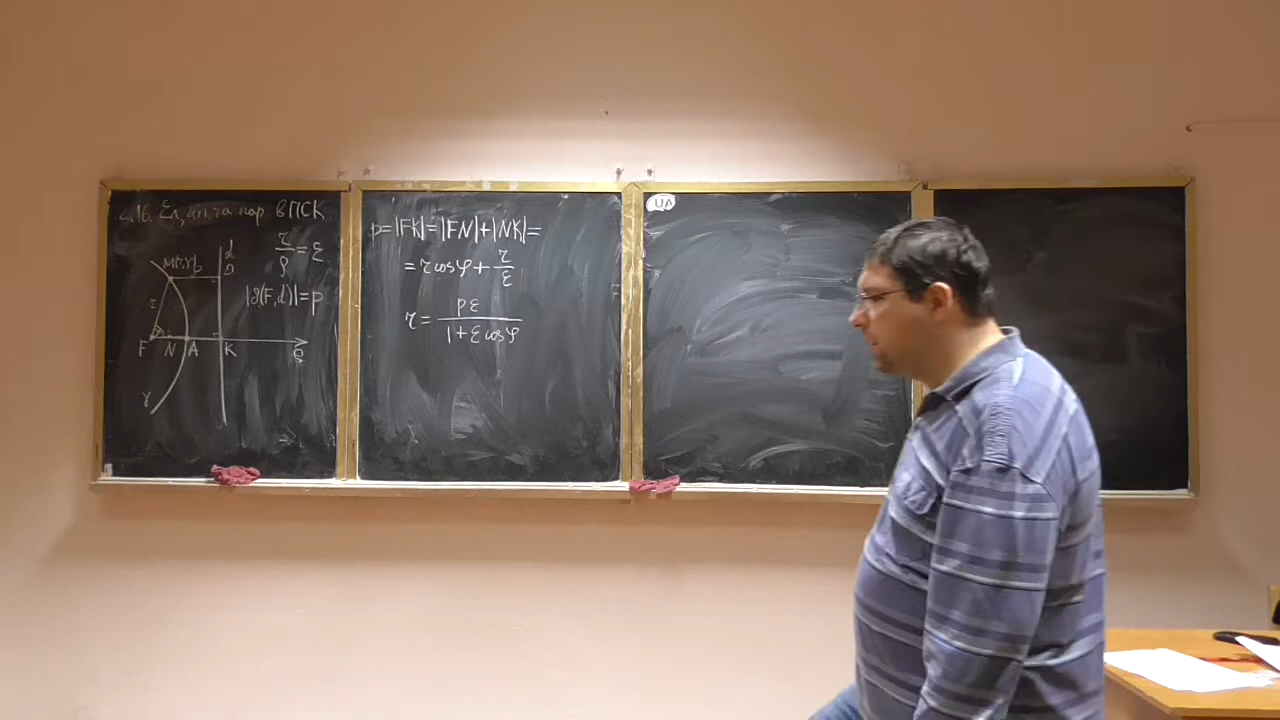 16. Эл, гип. и пар в ПСК
r/ρ = ε
|ρ(F,d)| = p
M(r,φ)
D
d
r
F N A K
γ
p = |FK| = |FN| + |NK| =
= r cos φ + r/ε
r = pε/(1 + ε cos φ)
UA